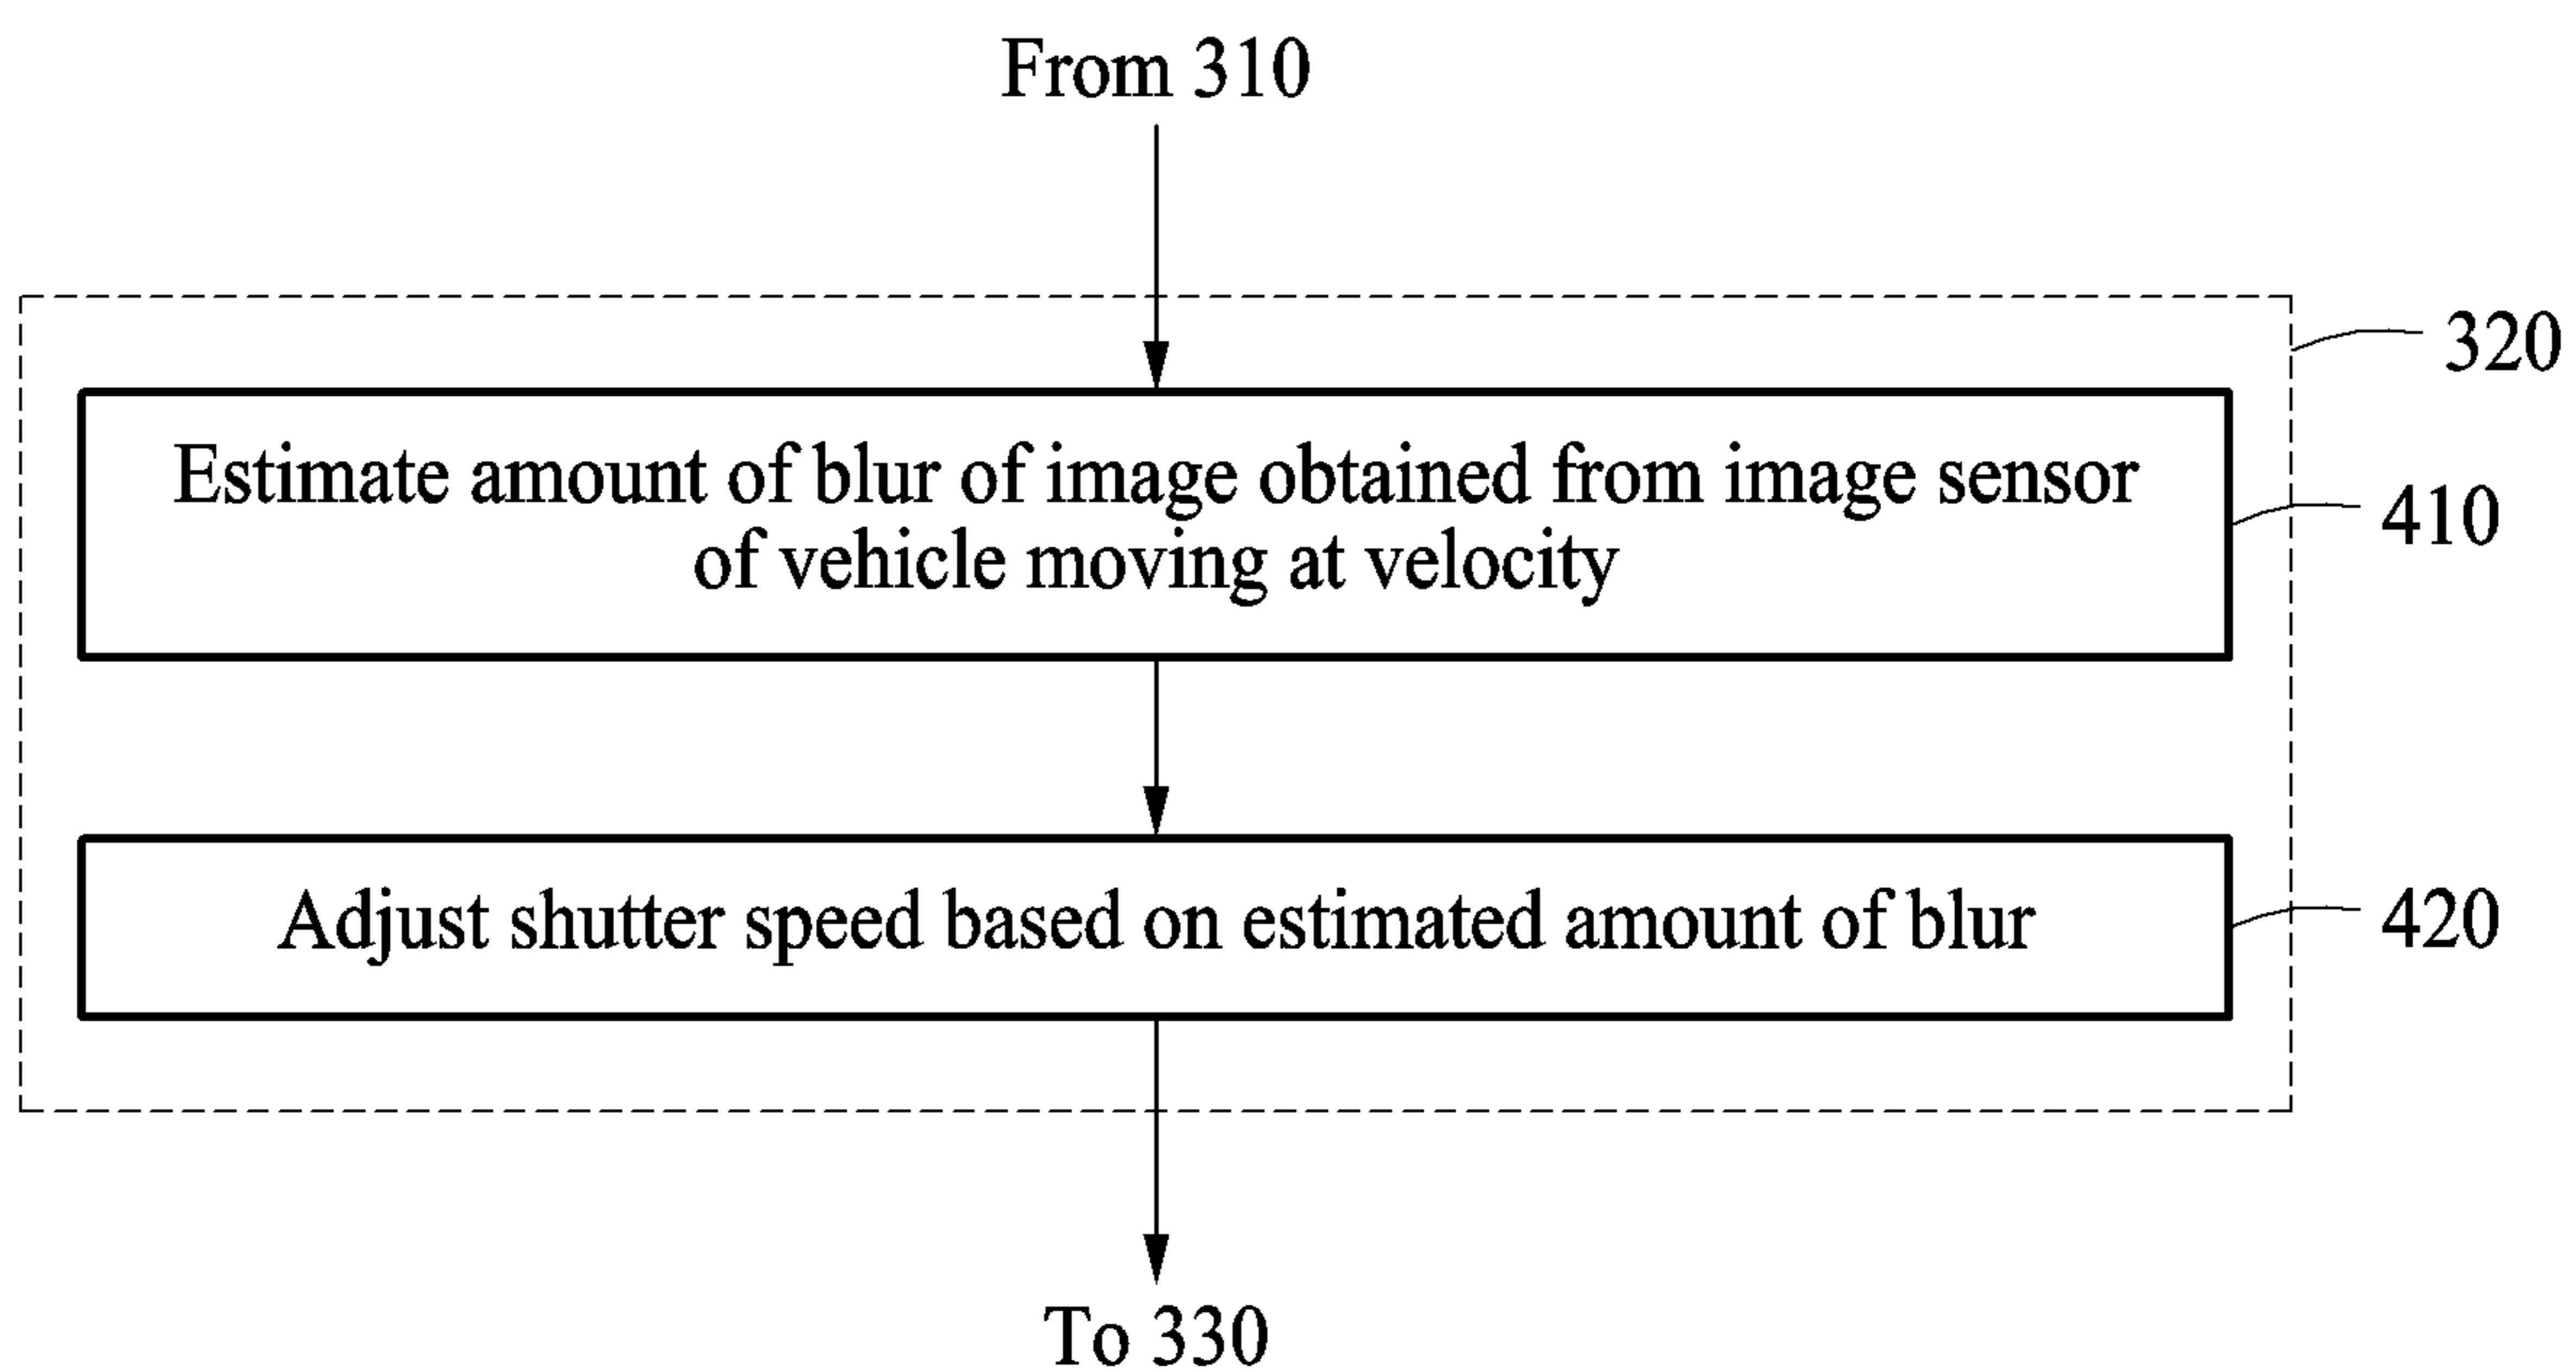 From 310
320
Estimate amount of blur of image obtained from image sensor
of vehicle moving at velocity
410
Adjust shutter speed based on estimated amount of blur
420
To 330